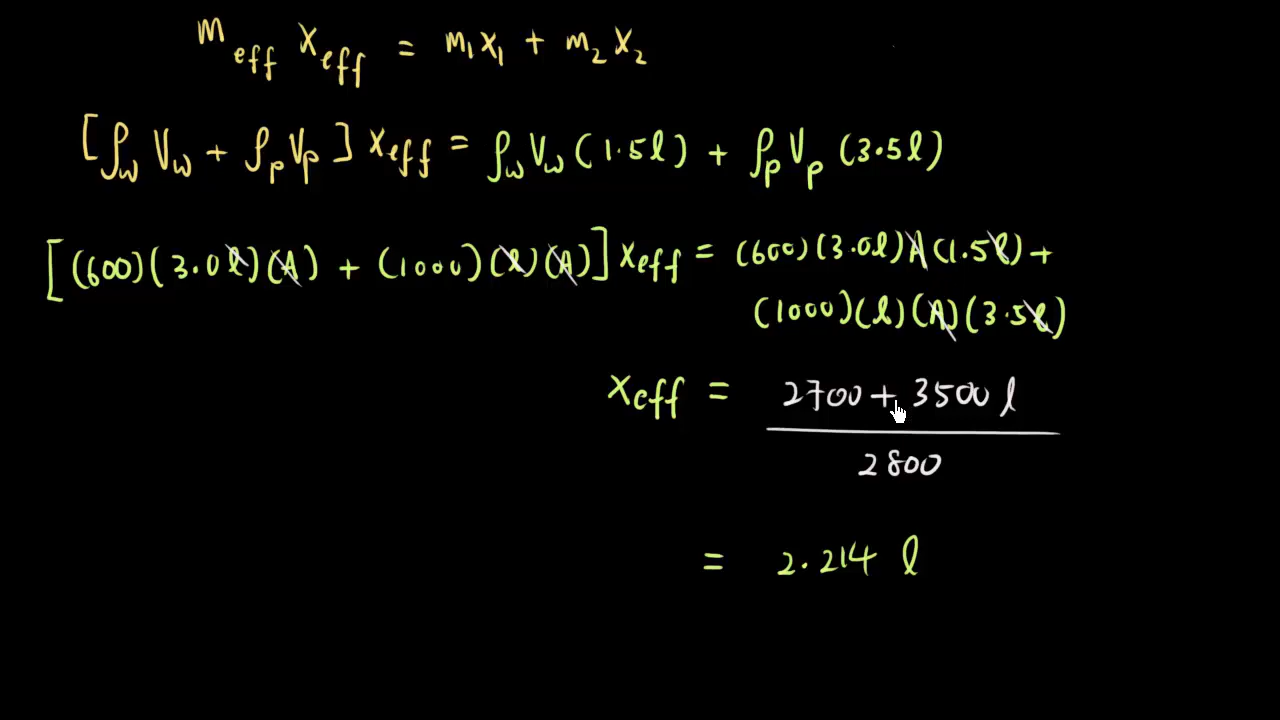 m_eff x_eff = m₁x₁ + m₂x₂
[ρ_w V_w + ρ_p V_p] x_eff = ρ_w V_w (1.5l) + ρ_p V_p (3.5l)
[(600)(3.0l)(A) + (1000)(l)(A)] x_eff = (600)(3.0l)A(1.5l) +
(1000)(l)(A)(3.5l)
x_eff = 2700 + 3500 l
2800
= 2.214 l